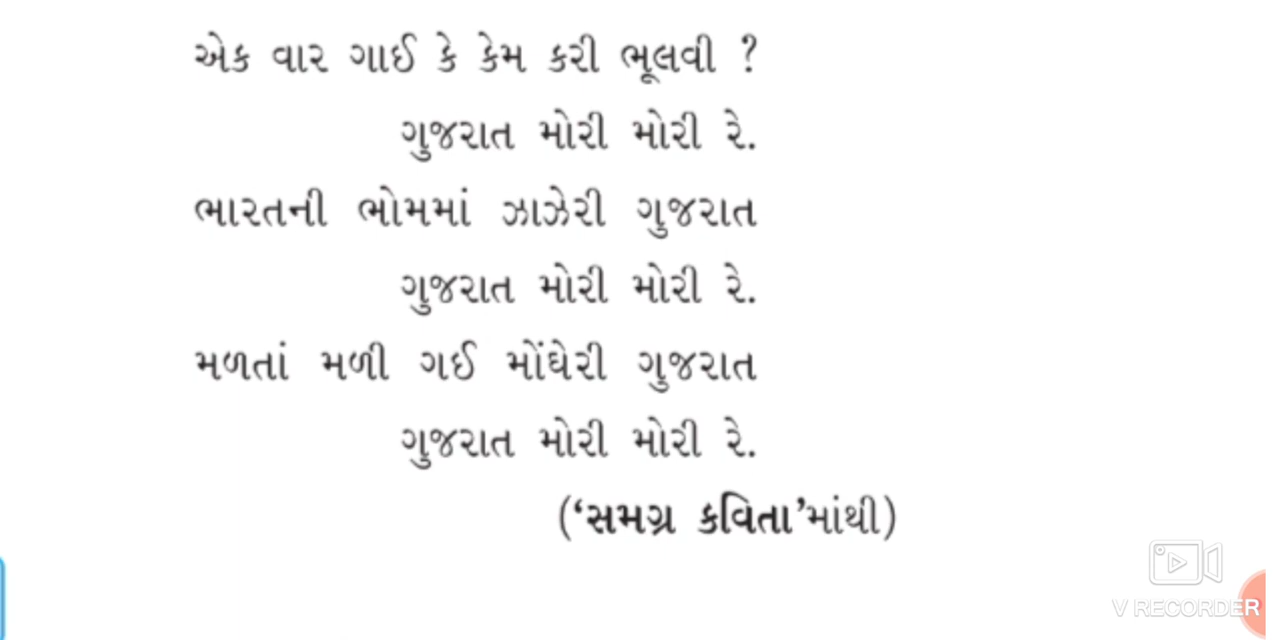 એક વાર ગાઈ કે કેમ કરી ભૂલવી ?
ગુજરાત મોરી મોરી રે.
ભારતની ભોમમાં ઝાઝેરી ગુજરાત
ગુજરાત મોરી મોરી રે.
મળતાં મળી ગઈ મોંઘેરી ગુજરાત
ગુજરાત મોરી મોરી રે.
('સમગ્ર કવિતા'માંથી)
V RECORDER